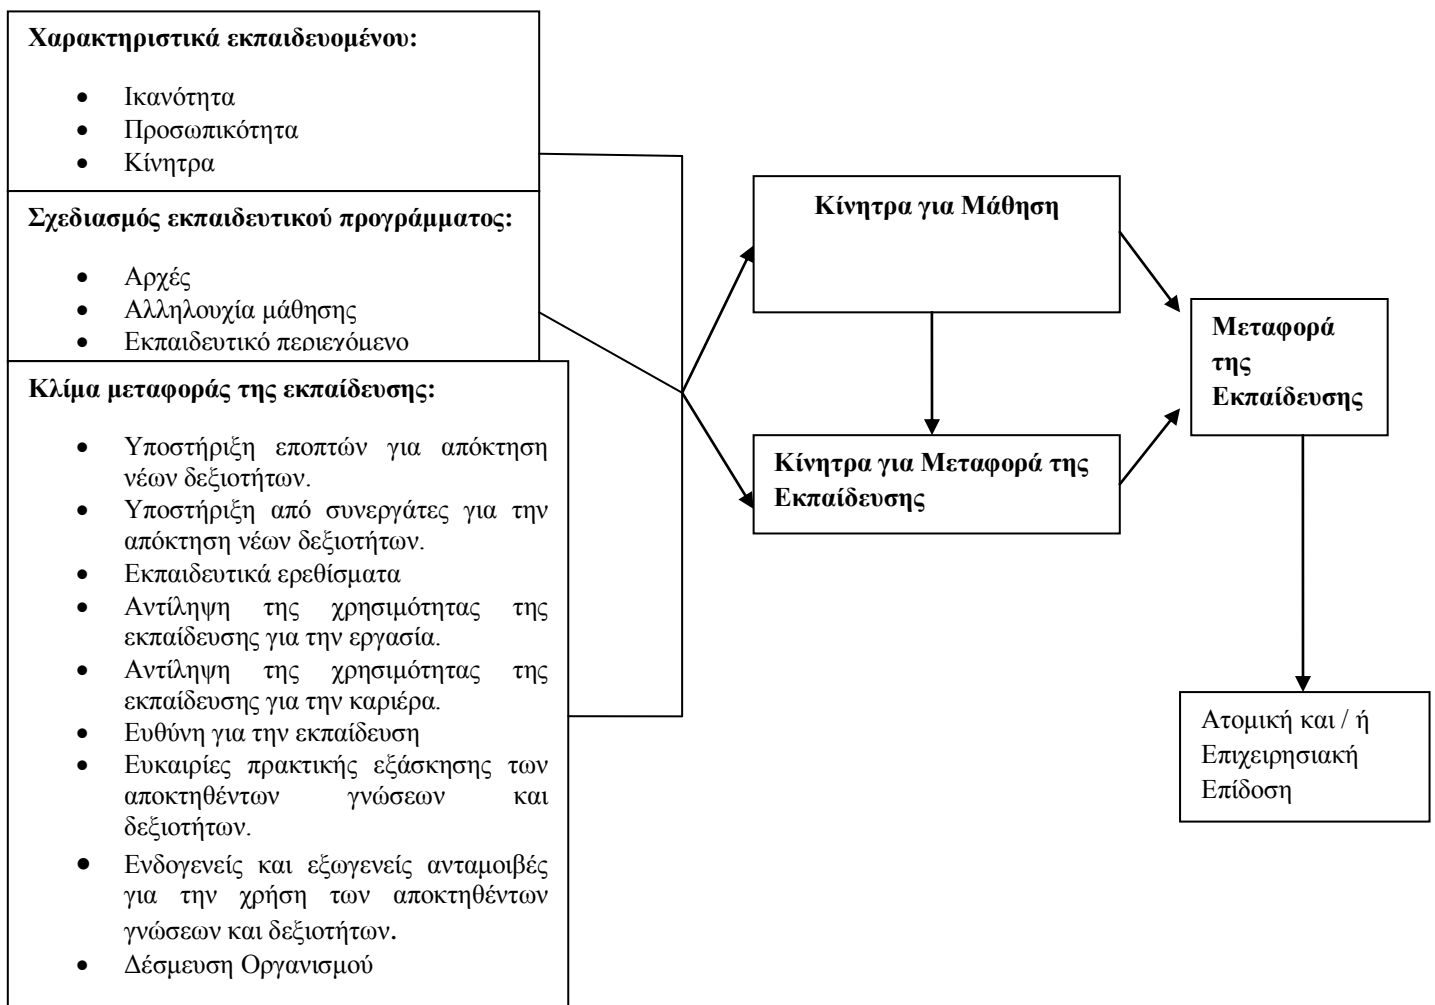 Χαρακτηριστικά εκπαιδευομένου:
• Ικανότητα
• Προσωπικότητα
• Κίνητρα
Σχεδιασμός εκπαιδευτικού προγράμματος:
• Αρχές
• Αλληλουχία μάθησης
• Εκπαιδευτικό περιεχόμενο
Κλίμα μεταφοράς της εκπαίδευσης:
• Υποστήριξη εποπτών για απόκτηση
νέων δεξιοτήτων.
• Υποστήριξη από συνεργάτες για την
απόκτηση νέων δεξιοτήτων.
• Εκπαιδευτικά ερεθίσματα
• Αντίληψη της χρησιμότητας της
εκπαίδευσης για την εργασία.
• Αντίληψη της χρησιμότητας της
εκπαίδευσης για την καριέρα.
• Ευθύνη για την εκπαίδευση
• Ευκαιρίες πρακτικής εξάσκησης των
αποκτηθέντων γνώσεων και
δεξιοτήτων.
• Ενδογενείς και εξωγενείς ανταμοιβές
για την χρήση των αποκτηθέντων
γνώσεων και δεξιοτήτων.
• Δέσμευση Οργανισμού
Κίνητρα για Μάθηση
Κίνητρα για Μεταφορά της
Εκπαίδευσης
Μεταφορά
της
Εκπαίδευσης
Ατομική και / ή
Επιχειρησιακή
Επίδοση